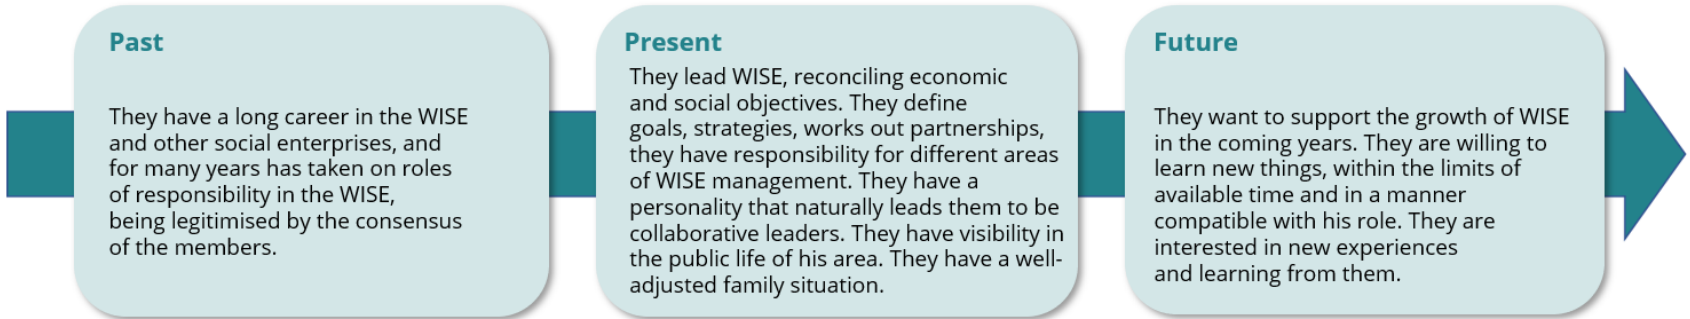 Past
They have a long career in the WISE
and other social enterprises, and
for many years has taken on roles
of responsibility in the WISE,
being legitimised by the consensus
of the members.
Present
They lead WISE, reconciling economic
and social objectives. They define
goals, strategies, works out partnerships,
they have responsibility for different areas
of WISE management. They have a
personality that naturally leads them to be
collaborative leaders. They have visibility in
the public life of his area. They have a well-
adjusted family situation.
Future
They want to support the growth of WISE
in the coming years. They are willing to
learn new things, within the limits of
available time and in a manner
compatible with his role. They are
interested in new experiences
and learning from them.